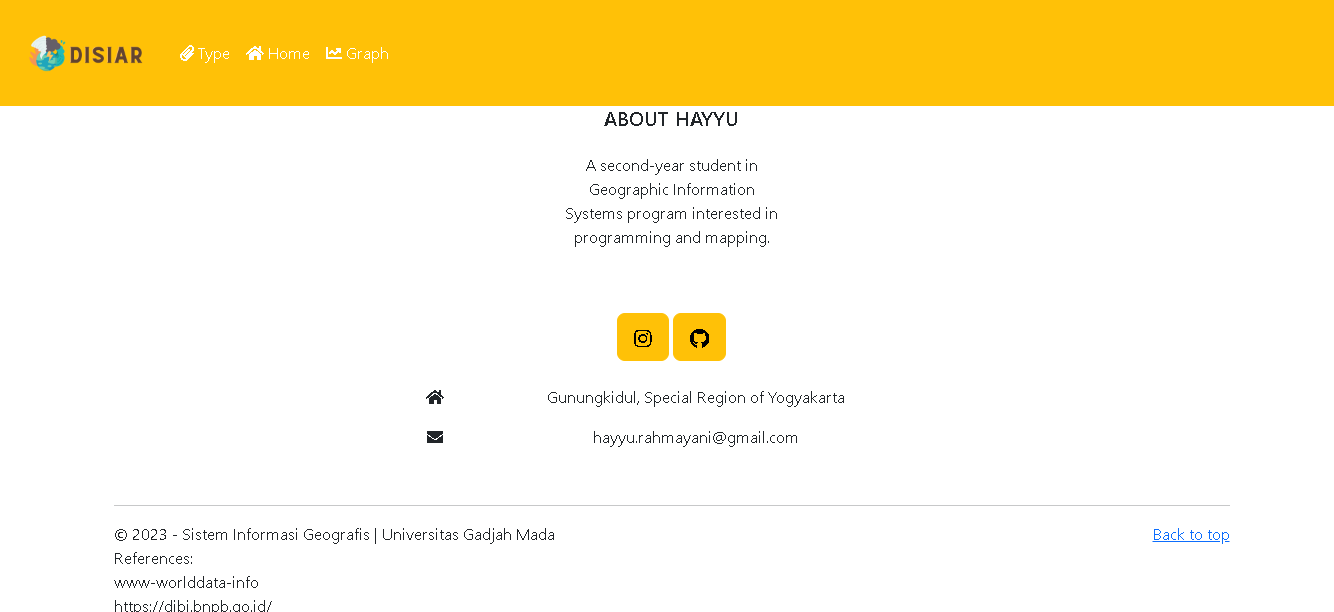 DISIAR Type Home Graph
ABOUT HAYYU
A second-year student in
Geographic Information
Systems program interested in
programming and mapping.
Gunungkidul, Special Region of Yogyakarta
hayyu.rahmayani@gmail.com
© 2023 - Sistem Informasi Geografis | Universitas Gadjah Mada Back to top
References:
www-worlddata-info
https://dibi.bnpb.go.id/